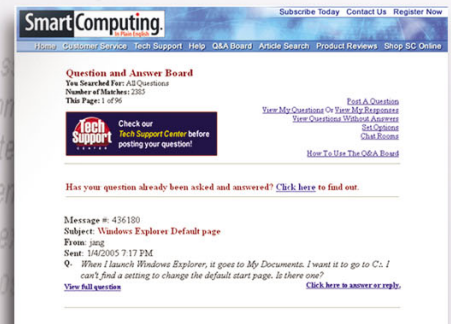 Subscribe Today Contact Us Register Now
Smart Computing.
In Plain English
Home Customer Service Tech Support Help Q&A Board Article Search Product Reviews Shop SC Online
Question and Answer Board
You Searched For: All Questions
Number of Matches: 2385
This Page: 1 of 96
Post A Question
View My Questions Or View My Responses
View Questions Without Answers
Set Options
Chat Rooms
How To Use The Q&A Board
Tech Support CENTER
Check our
Tech Support Center before
posting your question!
Has your question already been asked and answered? Click here to find out.
Message #: 436180
Subject: Windows Explorer Default page
From: jang
Sent: 1/4/2005 7:17 PM
Q. When I launch Windows Explorer, it goes to My Documents. I want it to go to C:. I
can't find a setting to change the default start page. Is there one?
View full question
Click here to answer or reply.